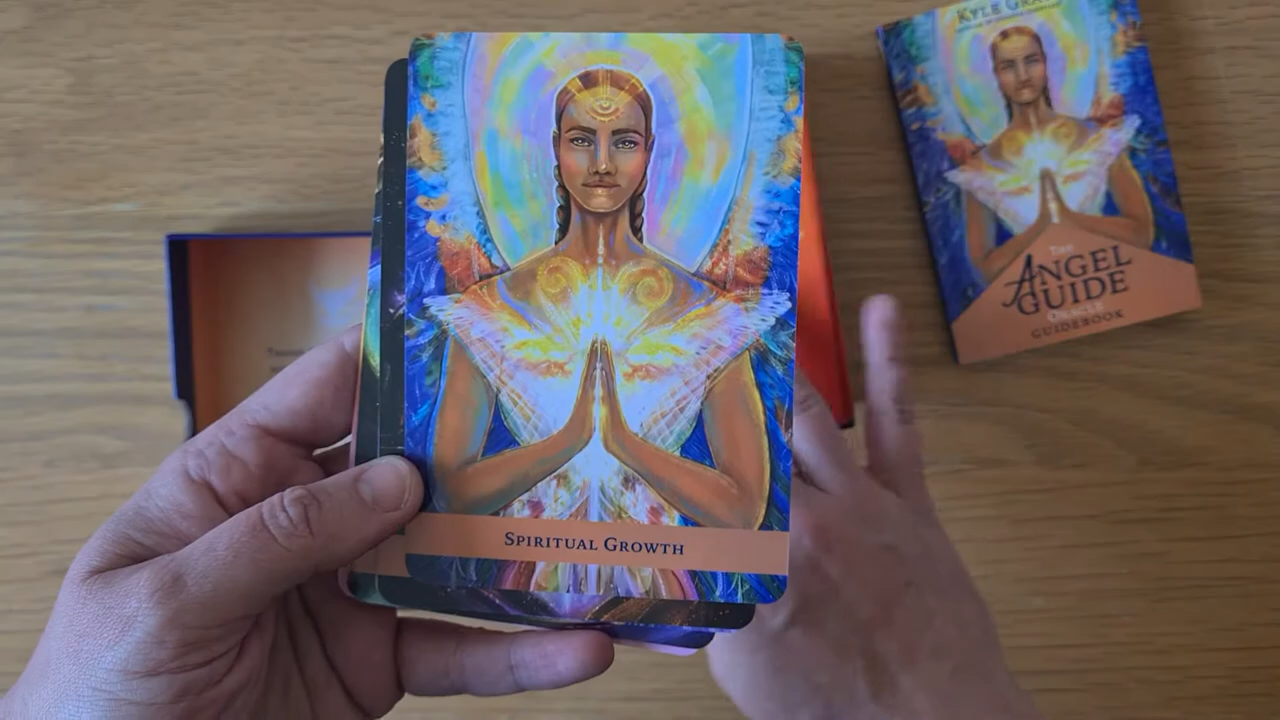 Spiritual Growth
Kyle Gray
The
Angel
Guide
Oracle
Guidebook